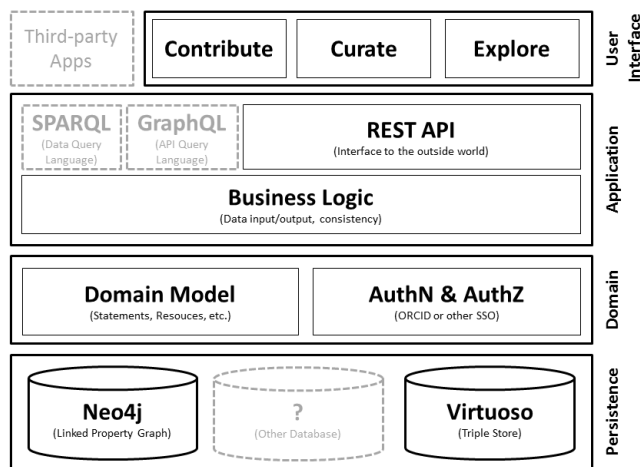 Third-party
Apps
Contribute
Curate
Explore
User
Interface
SPARQL
(Data Query
Language)
GraphQL
(API Query
Language)
REST API
(Interface to the outside world)
Business Logic
(Data input/output, consistency)
Application
Domain Model
(Statements, Resouces, etc.)
AuthN & AuthZ
(ORCID or other SSO)
Domain
Neo4j
(Linked Property Graph)
?
(Other Database)
Virtuoso
(Triple Store)
Persistence